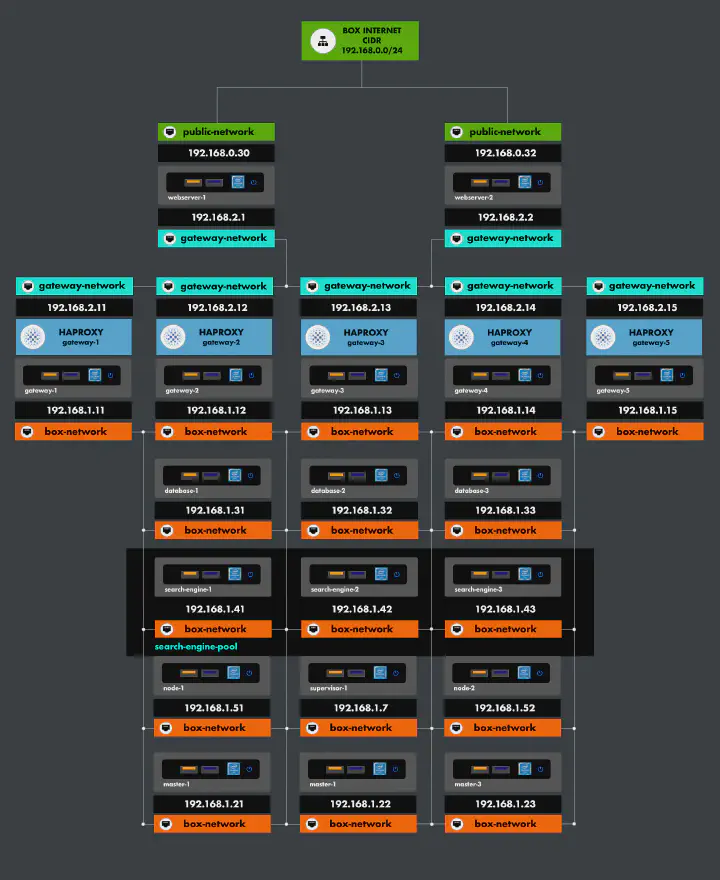 BOX INTERNET
CIDR
192.168.0.0/24
public-network
public-network
192.168.0.30
192.168.0.32
webserver-1
webserver-2
192.168.2.1
192.168.2.2
gateway-network
gateway-network
gateway-network
gateway-network
gateway-network
gateway-network
gateway-network
192.168.2.11
192.168.2.12
192.168.2.13
192.168.2.14
192.168.2.15
HAPROXY
gateway-1
HAPROXY
gateway-2
HAPROXY
gateway-3
HAPROXY
gateway-4
HAPROXY
gateway-5
gateway-1
gateway-2
gateway-3
gateway-4
gateway-5
192.168.1.11
192.168.1.12
192.168.1.13
192.168.1.14
192.168.1.15
box-network
box-network
box-network
box-network
box-network
database-1
database-2
database-3
192.168.1.31
192.168.1.32
192.168.1.33
box-network
box-network
box-network
search-engine-1
search-engine-2
search-engine-3
192.168.1.41
192.168.1.42
192.168.1.43
box-network
box-network
box-network
search-engine-pool
node-1
supervisor-1
node-2
192.168.1.51
192.168.1.7
192.168.1.52
box-network
box-network
box-network
master-1
master-1
master-3
192.168.1.21
192.168.1.22
192.168.1.23
box-network
box-network
box-network